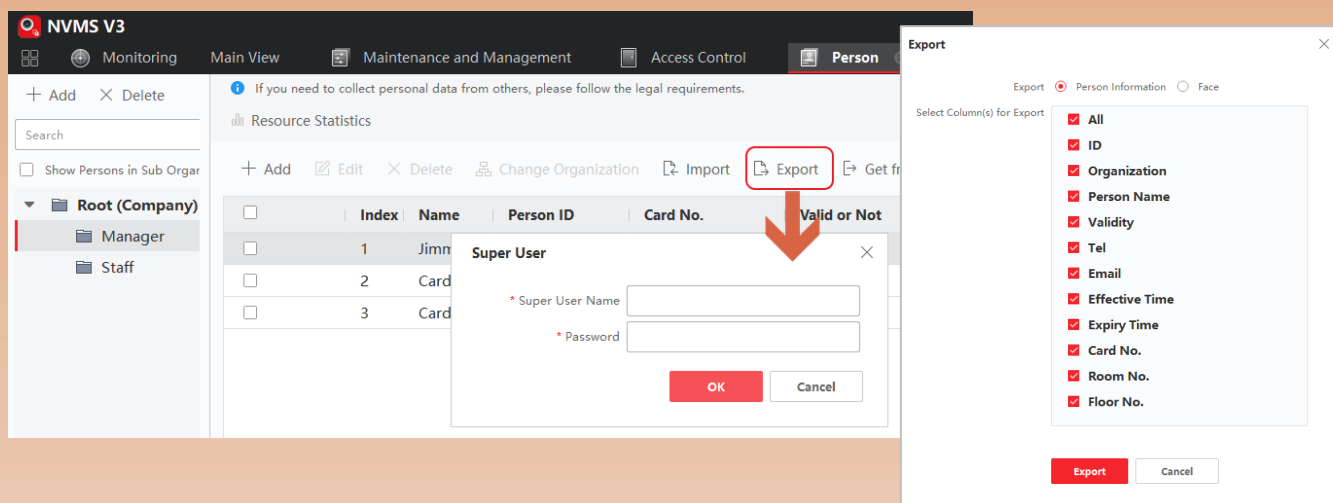 NVMS V3
Monitoring Main View Maintenance and Management Access Control Person
Add Delete
Search
Show Persons in Sub Organ
Root (Company)
Manager
Staff
If you need to collect personal data from others, please follow the legal requirements.
Resource Statistics
Add Edit Delete Change Organization Import Export Get fr
Index Name Person ID Card No. Valid or Not
1 Jimm
2 Card
3 Card
Super User
* Super User Name
* Password
OK Cancel
Export
Export Person Information Face
Select Column(s) for Export
All
ID
Organization
Person Name
Validity
Tel
Email
Effective Time
Expiry Time
Card No.
Room No.
Floor No.
Export Cancel